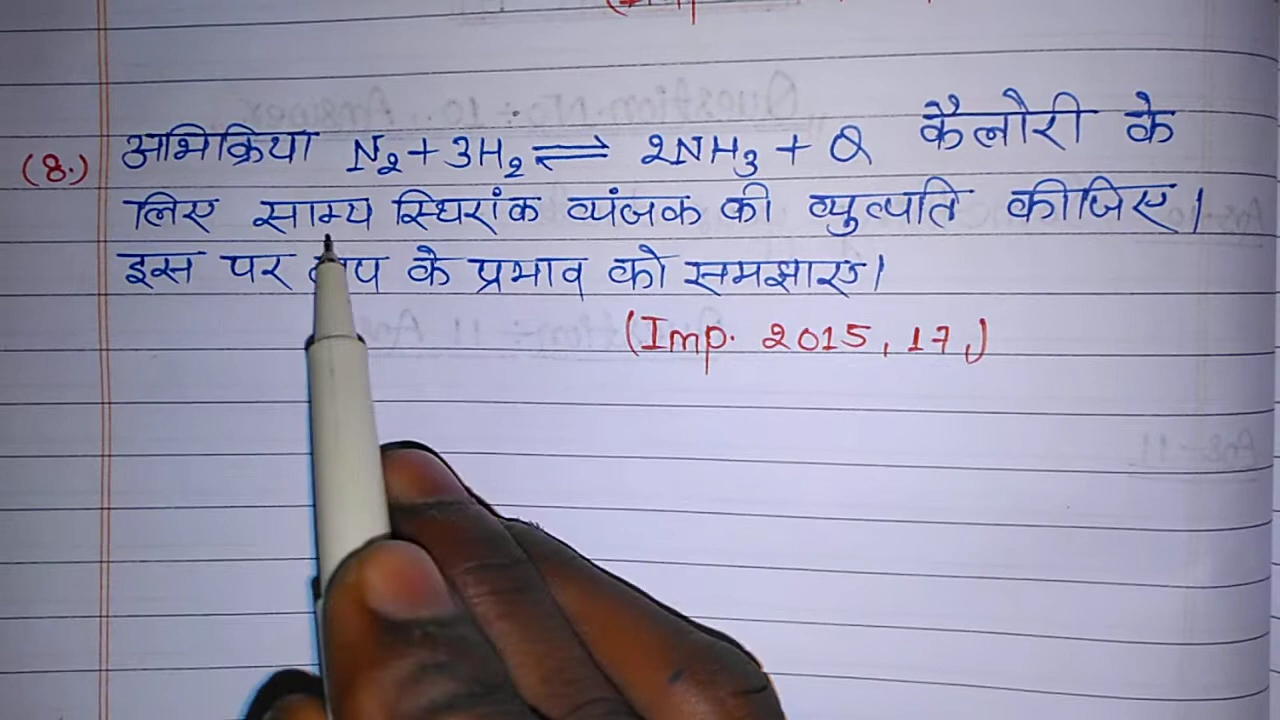 (8.) अभिक्रिया N₂ + 3H₂ ⇌ 2NH₃ + Q कैलोरी के
लिए साम्य स्थिरांक व्यंजक की व्युत्पति कीजिए।
इस पर के प्रभाव को समझाए।
(Imp. 2015, 17,)